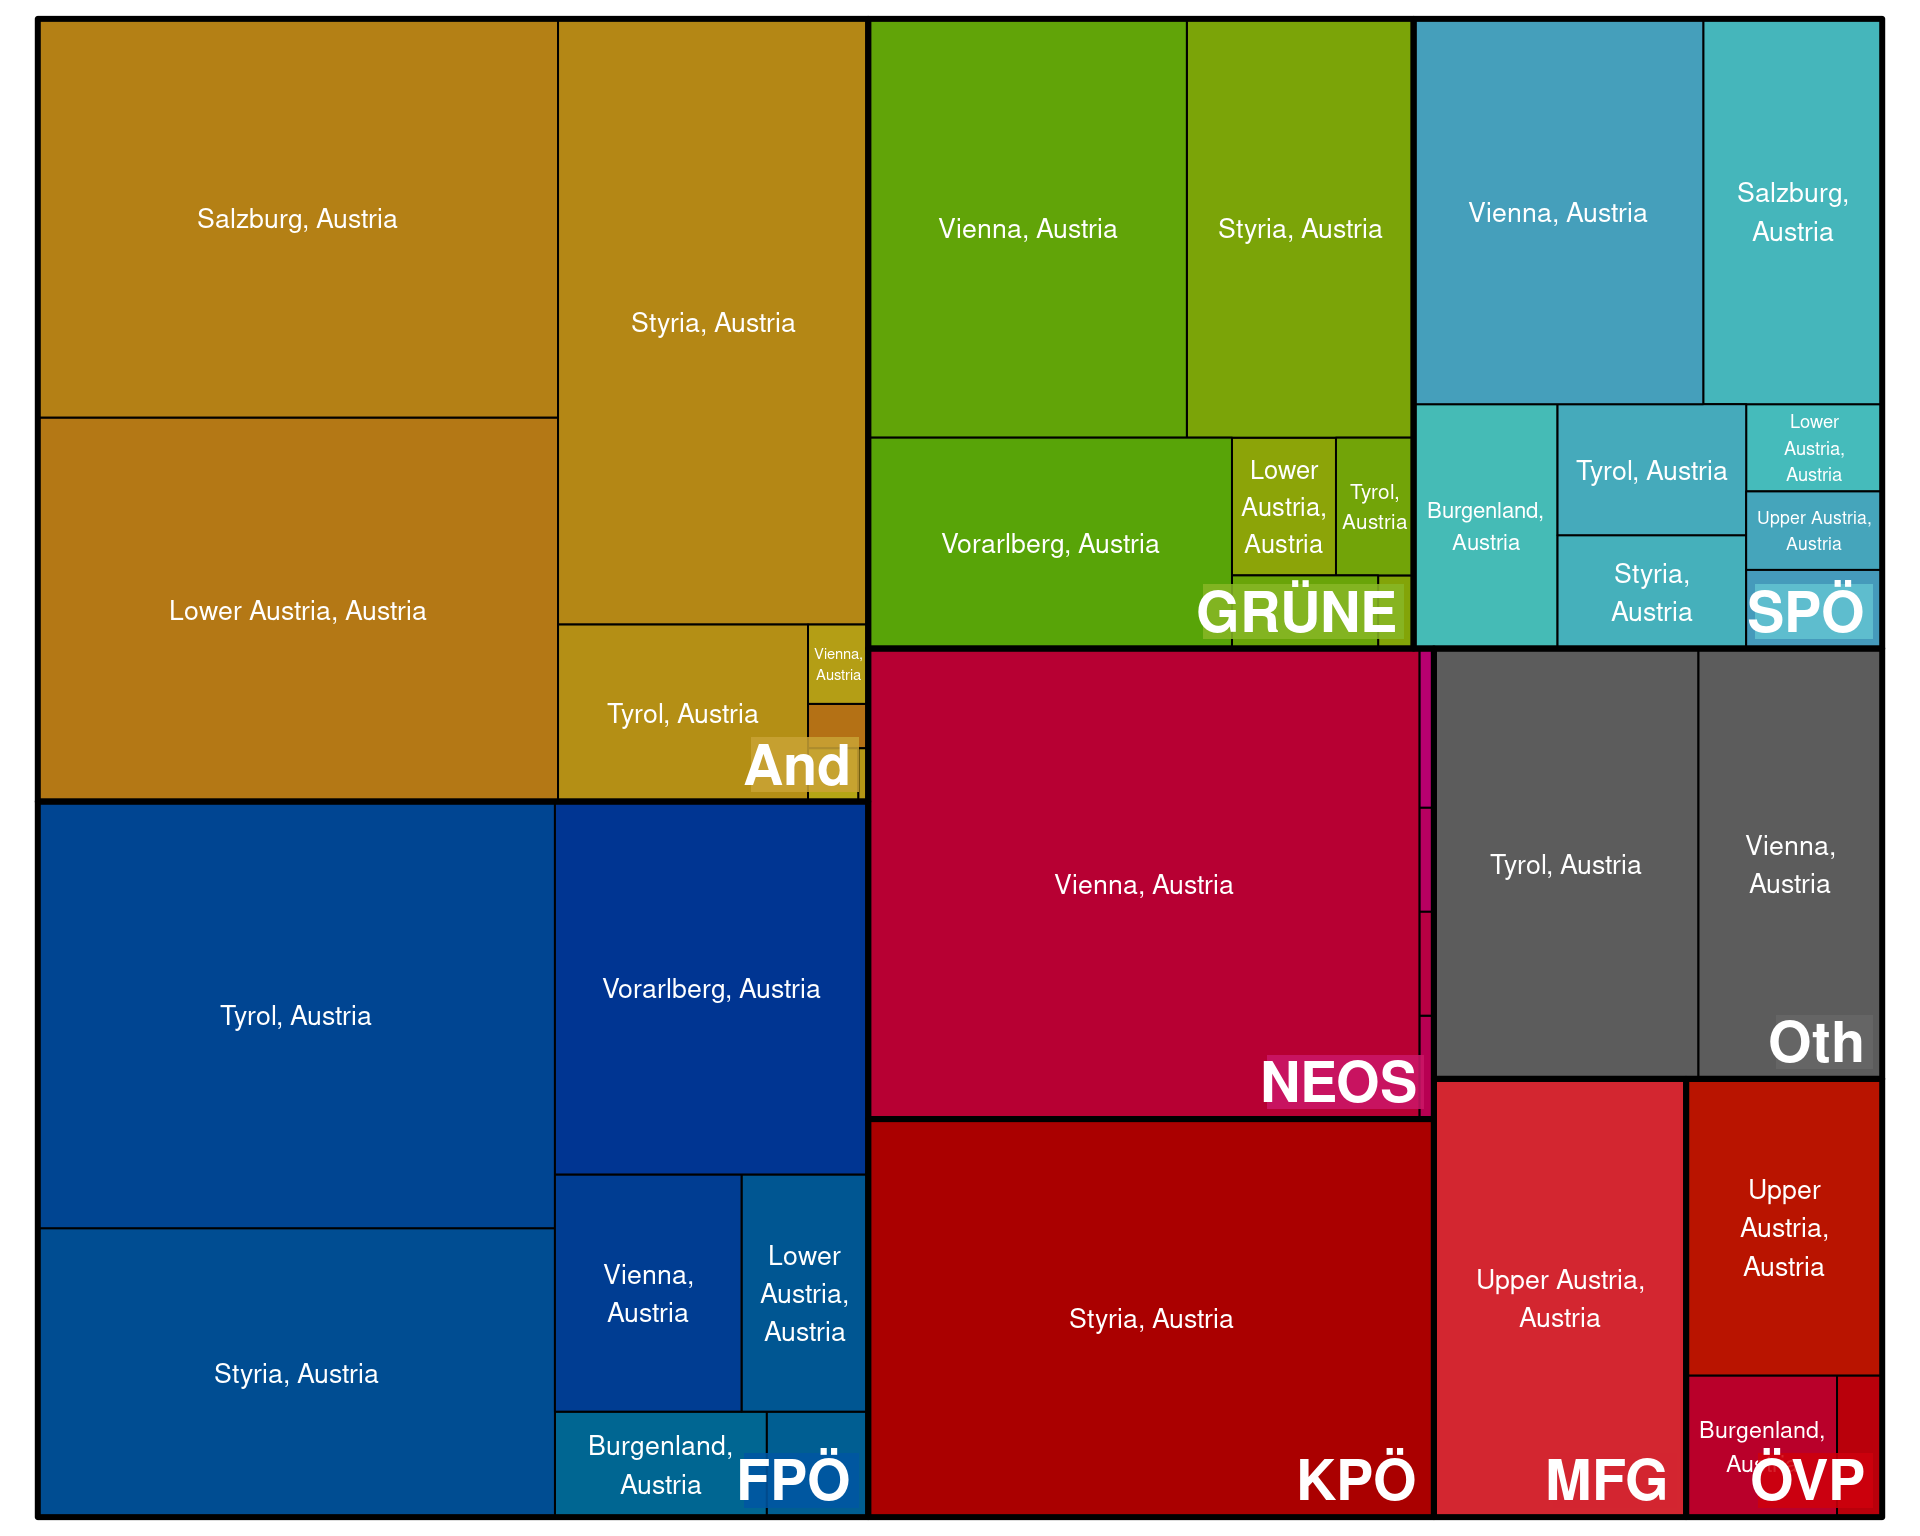 Salzburg, Austria
Styria, Austria
Lower Austria, Austria
Tyrol, Austria
Vienna,
Austria
And
Vienna, Austria
Styria, Austria
Vorarlberg, Austria
Lower
Austria,
Austria
Tyrol,
Austria
GRÜNE
Vienna, Austria
Salzburg,
Austria
Burgenland,
Austria
Tyrol, Austria
Styria,
Austria
Lower
Austria,
Austria
Upper Austria,
Austria
SPÖ
Tyrol, Austria
Vorarlberg, Austria
Styria, Austria
Vienna,
Austria
Lower
Austria,
Austria
Burgenland,
Austria
FPÖ
Vienna, Austria
NEOS
Tyrol, Austria
Vienna,
Austria
Oth
Styria, Austria
KPÖ
Upper Austria,
Austria
MFG
Upper
Austria,
Austria
Burgenland,
Austria
ÖVP